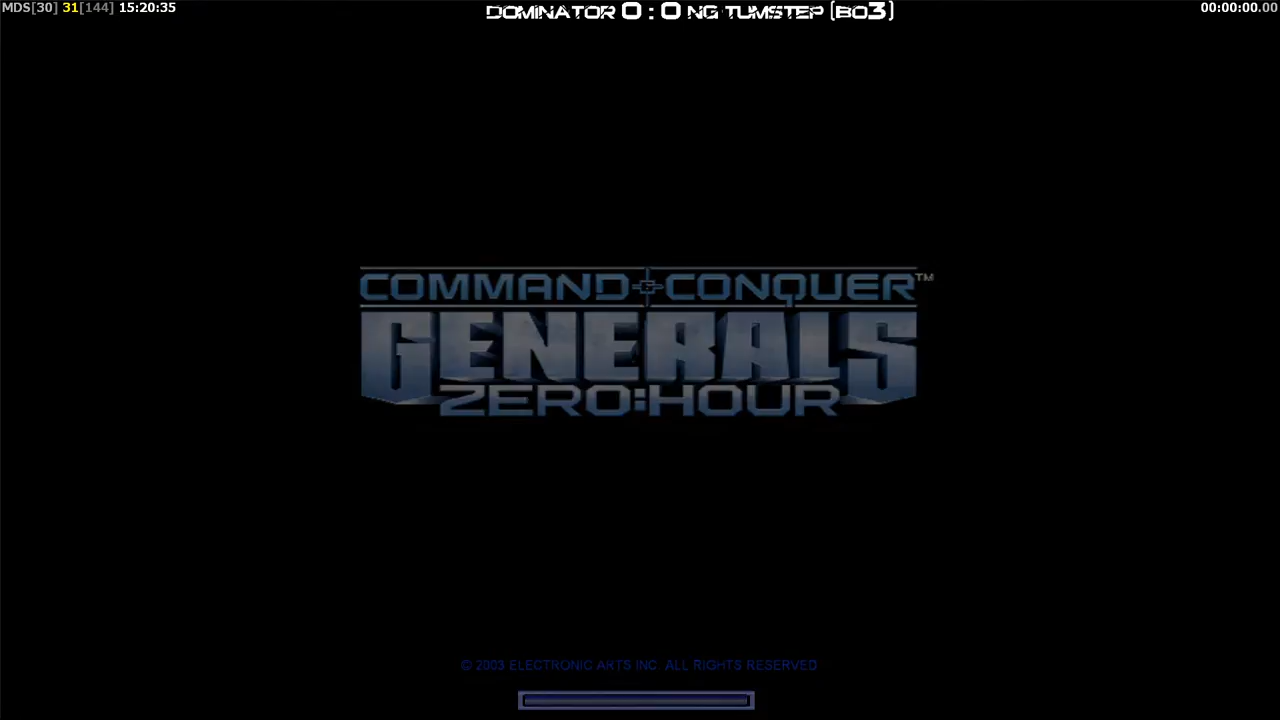 MDS[30] 31[144] 15:20:35
DOMINATOR 0 : 0 NG TUMSTEP (BO3)
00:00:00.00
COMMAND CONQUER™
GENERALS
ZERO:HOUR
© 2003 ELECTRONIC ARTS INC. ALL RIGHTS RESERVED